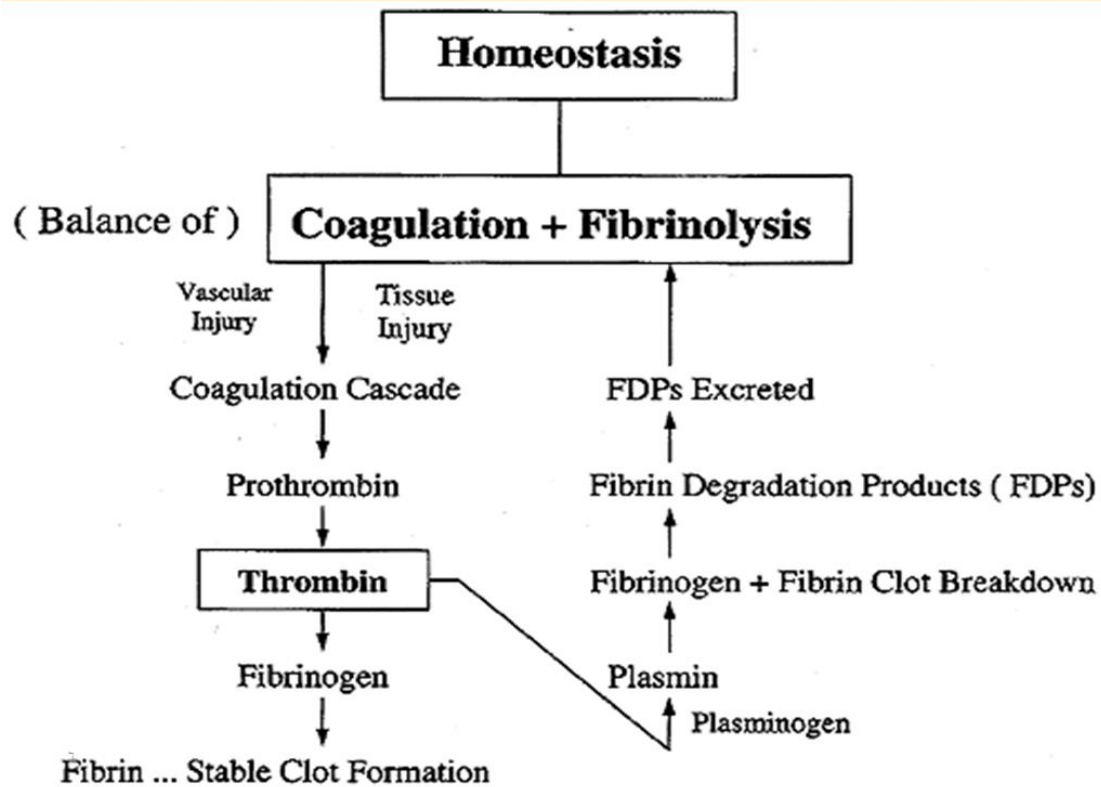 Homeostasis
( Balance of )
Coagulation + Fibrinolysis
Vascular
Injury
Tissue
Injury
Coagulation Cascade
Prothrombin
Thrombin
Fibrinogen
Fibrin ... Stable Clot Formation
FDPs Excreted
Fibrin Degradation Products ( FDPs)
Fibrinogen + Fibrin Clot Breakdown
Plasmin
Plasminogen